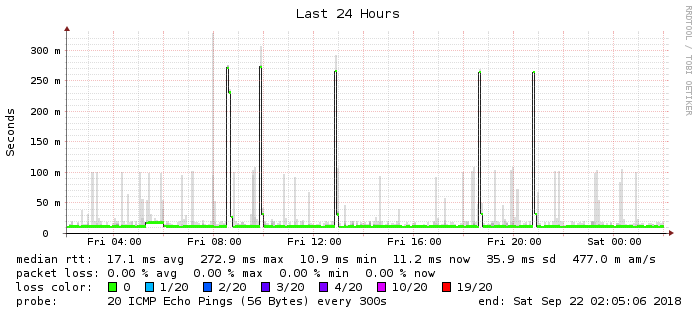 Last 24 Hours
RRDTOOL / TOBI OETIKER
Seconds
300 m
250 m
200 m
150 m
100 m
50 m
0
Fri 04:00 Fri 08:00 Fri 12:00 Fri 16:00 Fri 20:00 Sat 00:00
median rtt: 17.1 ms avg 272.9 ms max 10.9 ms min 11.2 ms now 35.9 ms sd 477.0 m am/s
packet loss: 0.00 % avg 0.00 % max 0.00 % min 0.00 % now
loss color: 0 1/20 2/20 3/20 4/20 10/20 19/20
probe: 20 ICMP Echo Pings (56 Bytes) every 300s end: Sat Sep 22 02:05:06 2018